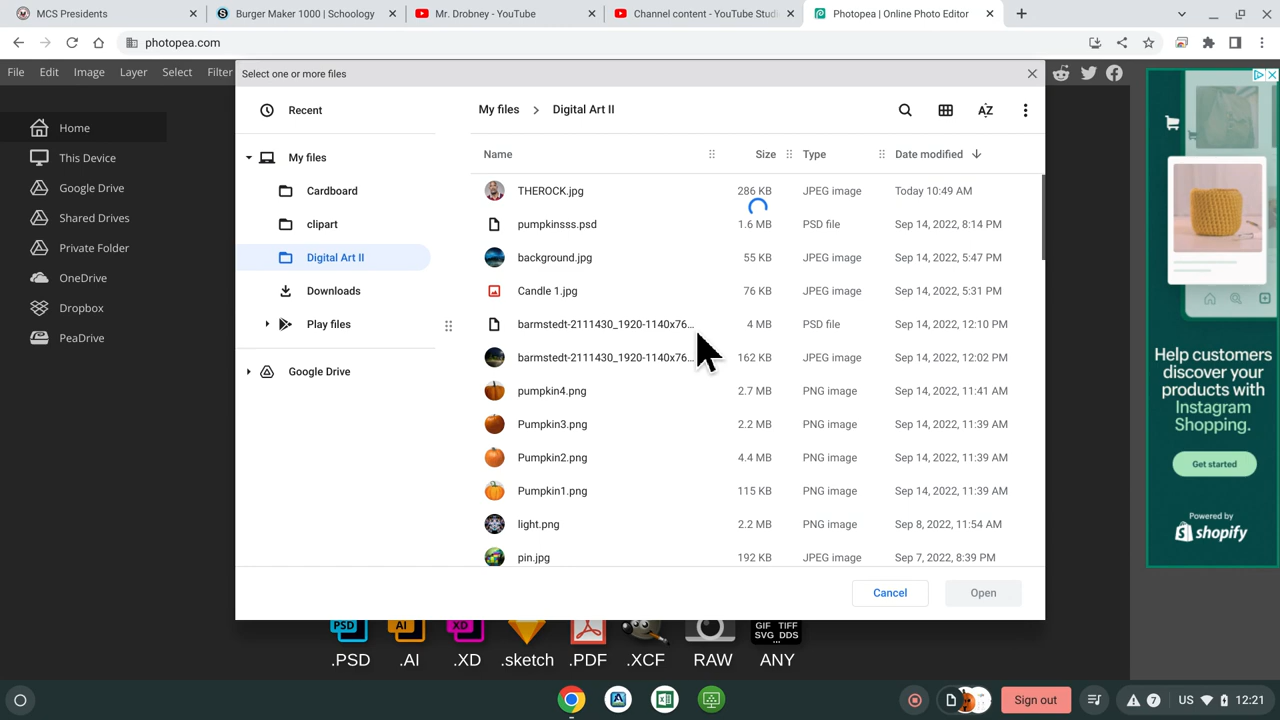 MCS Presidents
Burger Maker 1000 | Schoology
Mr. Drobney - YouTube
Channel content - YouTube Studi
Photopea | Online Photo Editor
photopea.com
File Edit Image Layer Select Filter
Select one or more files
Home
This Device
Google Drive
Shared Drives
Private Folder
OneDrive
Dropbox
PeaDrive
Recent
My files
Cardboard
clipart
Digital Art II
Downloads
Play files
Google Drive
My files > Digital Art II
AZ
Name Size Type Date modified
THEROCK.jpg 286 KB JPEG image Today 10:49 AM
pumpkinsss.psd 1.6 MB PSD file Sep 14, 2022, 8:14 PM
background.jpg 55 KB JPEG image Sep 14, 2022, 5:47 PM
Candle 1.jpg 76 KB JPEG image Sep 14, 2022, 5:31 PM
barmstedt-2111430_1920-1140x76... 4 MB PSD file Sep 14, 2022, 12:10 PM
barmstedt-2111430_1920-1140x76... 162 KB JPEG image Sep 14, 2022, 12:02 PM
pumpkin4.png 2.7 MB PNG image Sep 14, 2022, 11:41 AM
Pumpkin3.png 2.2 MB PNG image Sep 14, 2022, 11:39 AM
Pumpkin2.png 4.4 MB PNG image Sep 14, 2022, 11:39 AM
Pumpkin1.png 115 KB PNG image Sep 14, 2022, 11:39 AM
light.png 2.2 MB PNG image Sep 8, 2022, 11:54 AM
pin.jpg 192 KB JPEG image Sep 7, 2022, 8:39 PM
Cancel Open
PSD AI XD PDF GIF TIFF
SVG DDS
...
.PSD .AI .XD .sketch .PDF .XCF RAW ANY
Help customers
discover your
products with
Instagram
Shopping.
Get started
Powered by
shopify
Sign out
7 US 12:21